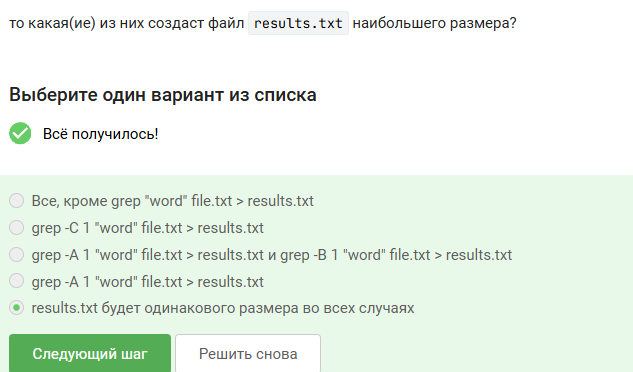 то какая(ие) из них создаст файл results.txt наибольшего размера?
Выберите один вариант из списка
Всё получилось!
Все, кроме grep "word" file.txt > results.txt
grep -C 1 "word" file.txt > results.txt
grep -A 1 "word" file.txt > results.txt и grep -B 1 "word" file.txt > results.txt
grep -A 1 "word" file.txt > results.txt
results.txt будет одинакового размера во всех случаях
Следующий шаг
Решить снова